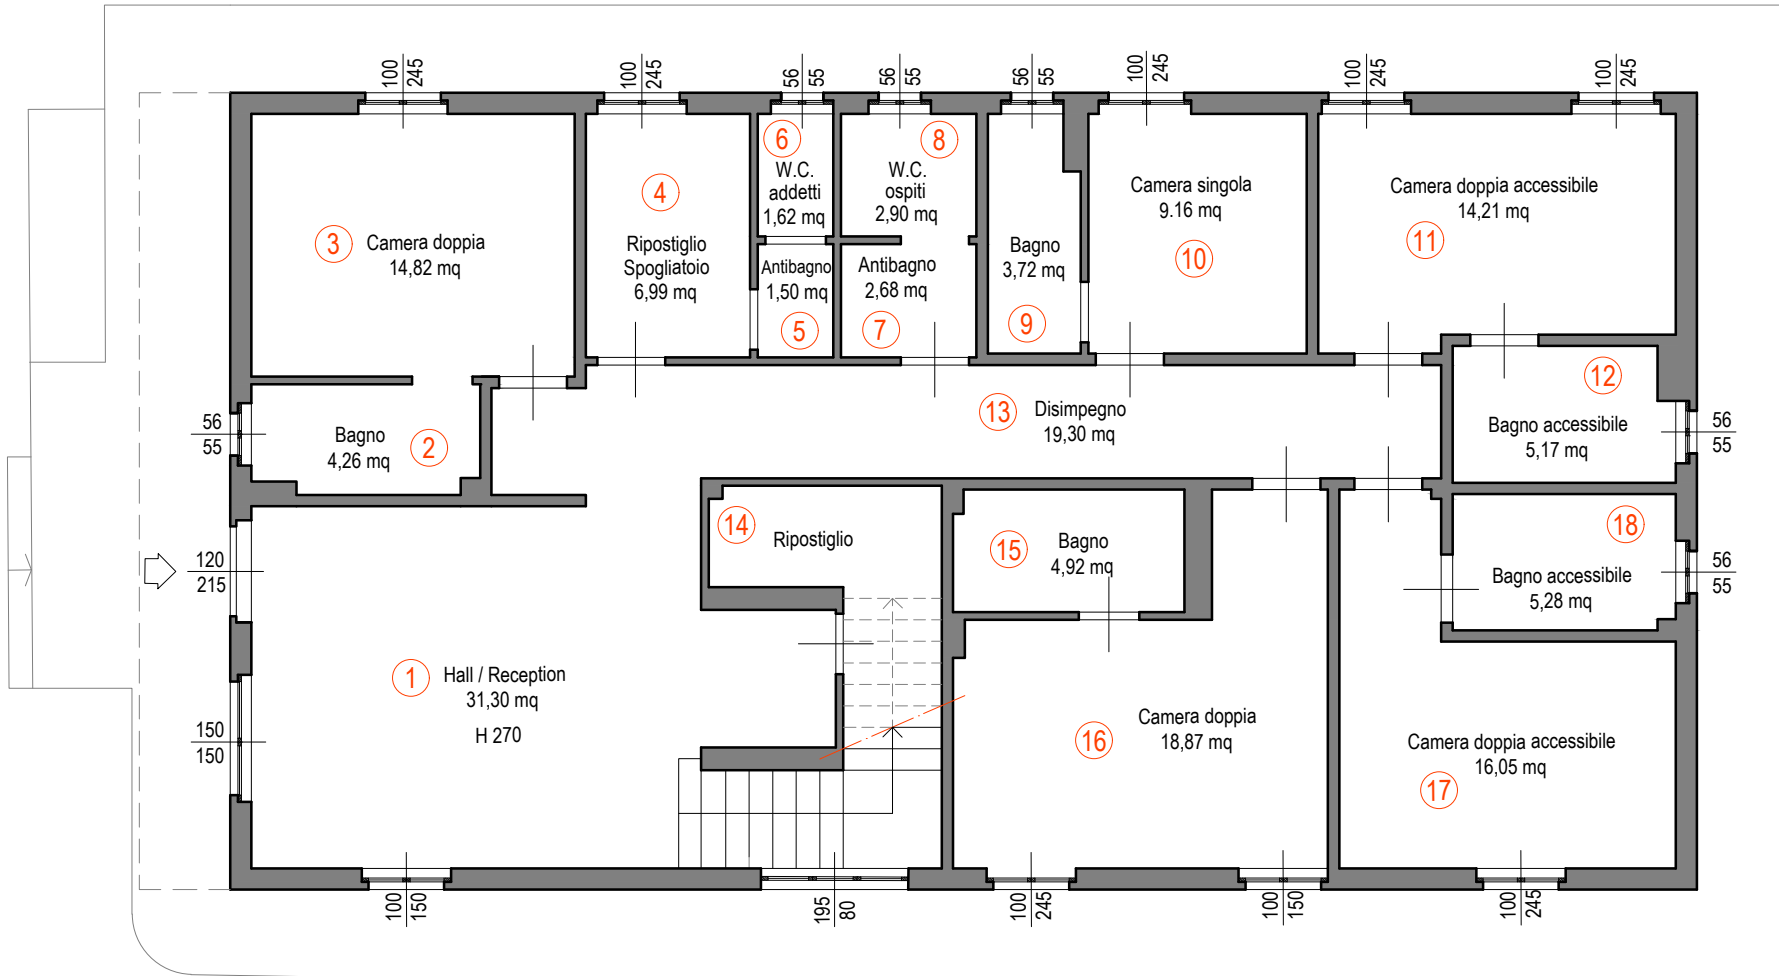 100
245
100
245
56
55
56
55
56
55
100
245
100
245
100
245
6
W.C.
addetti
1,62 mq
8
W.C.
ospiti
2,90 mq
4
Ripostiglio
Spogliatoio
6,99 mq
3
Camera doppia
14,82 mq
Antibagno
1,50 mq
5
Antibagno
2,68 mq
7
Bagno
3,72 mq
9
Camera singola
9.16 mq
10
Camera doppia accessibile
14,21 mq
11
12
Bagno accessibile
5,17 mq
56
55
13
Disimpegno
19,30 mq
56
55
Bagno
4,26 mq
2
14
Ripostiglio
15
Bagno
4,92 mq
18
Bagno accessibile
5,28 mq
56
55
120
215
1
Hall / Reception
31,30 mq
H 270
150
150
16
Camera doppia
18,87 mq
Camera doppia accessibile
16,05 mq
17
100
150
195
80
100
245
100
150
100
245